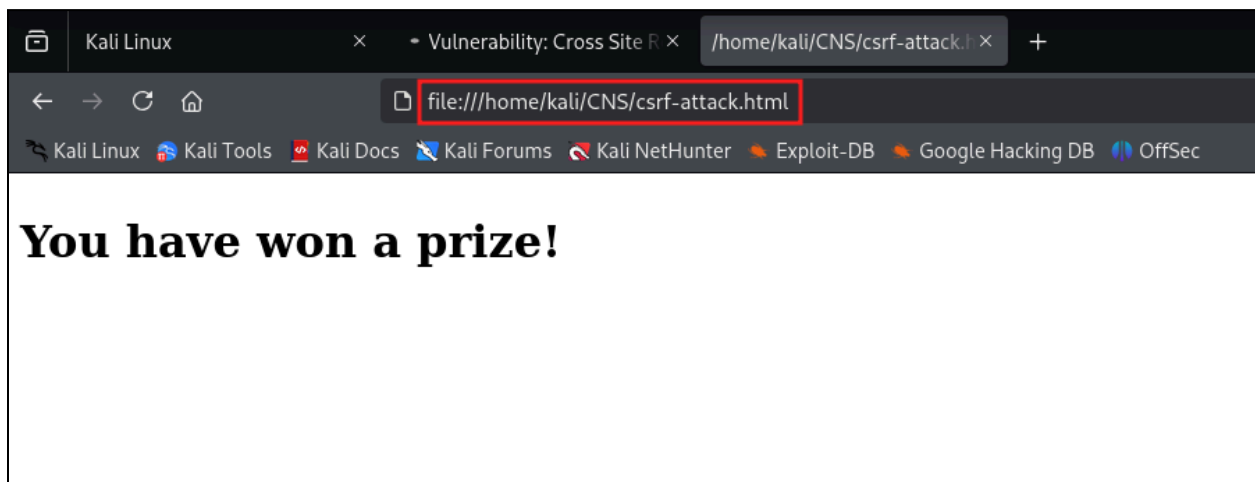 Kali Linux
Vulnerability: Cross Site R
/home/kali/CNS/csrf-attack.h
file:///home/kali/CNS/csrf-attack.html
Kali Linux Kali Tools Kali Docs Kali Forums Kali NetHunter Exploit-DB Google Hacking DB OffSec
You have won a prize!